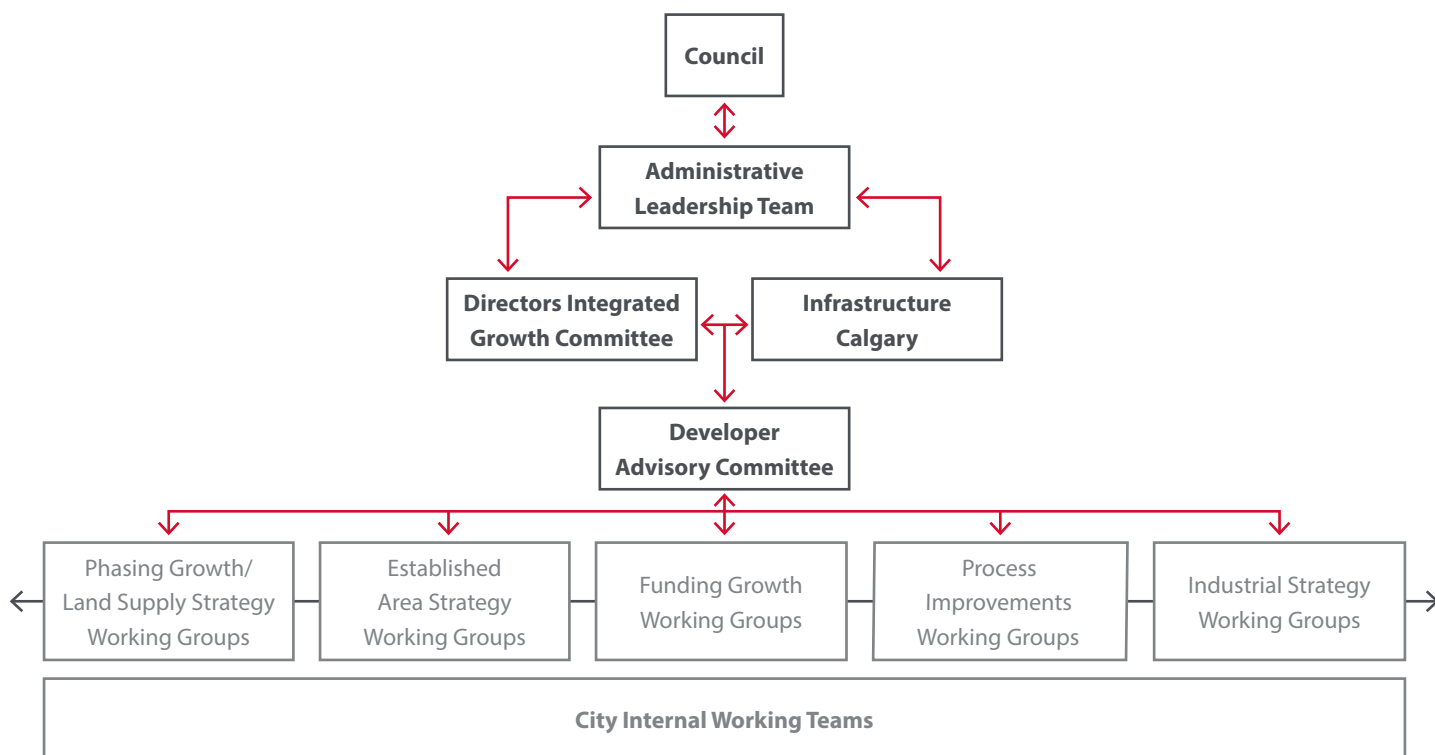 Council
Administrative
Leadership Team
Directors Integrated
Growth Committee
Infrastructure
Calgary
Developer
Advisory Committee
Phasing Growth/
Land Supply Strategy
Working Groups
Established
Area Strategy
Working Groups
Funding Growth
Working Groups
Process
Improvements
Working Groups
Industrial Strategy
Working Groups
City Internal Working Teams